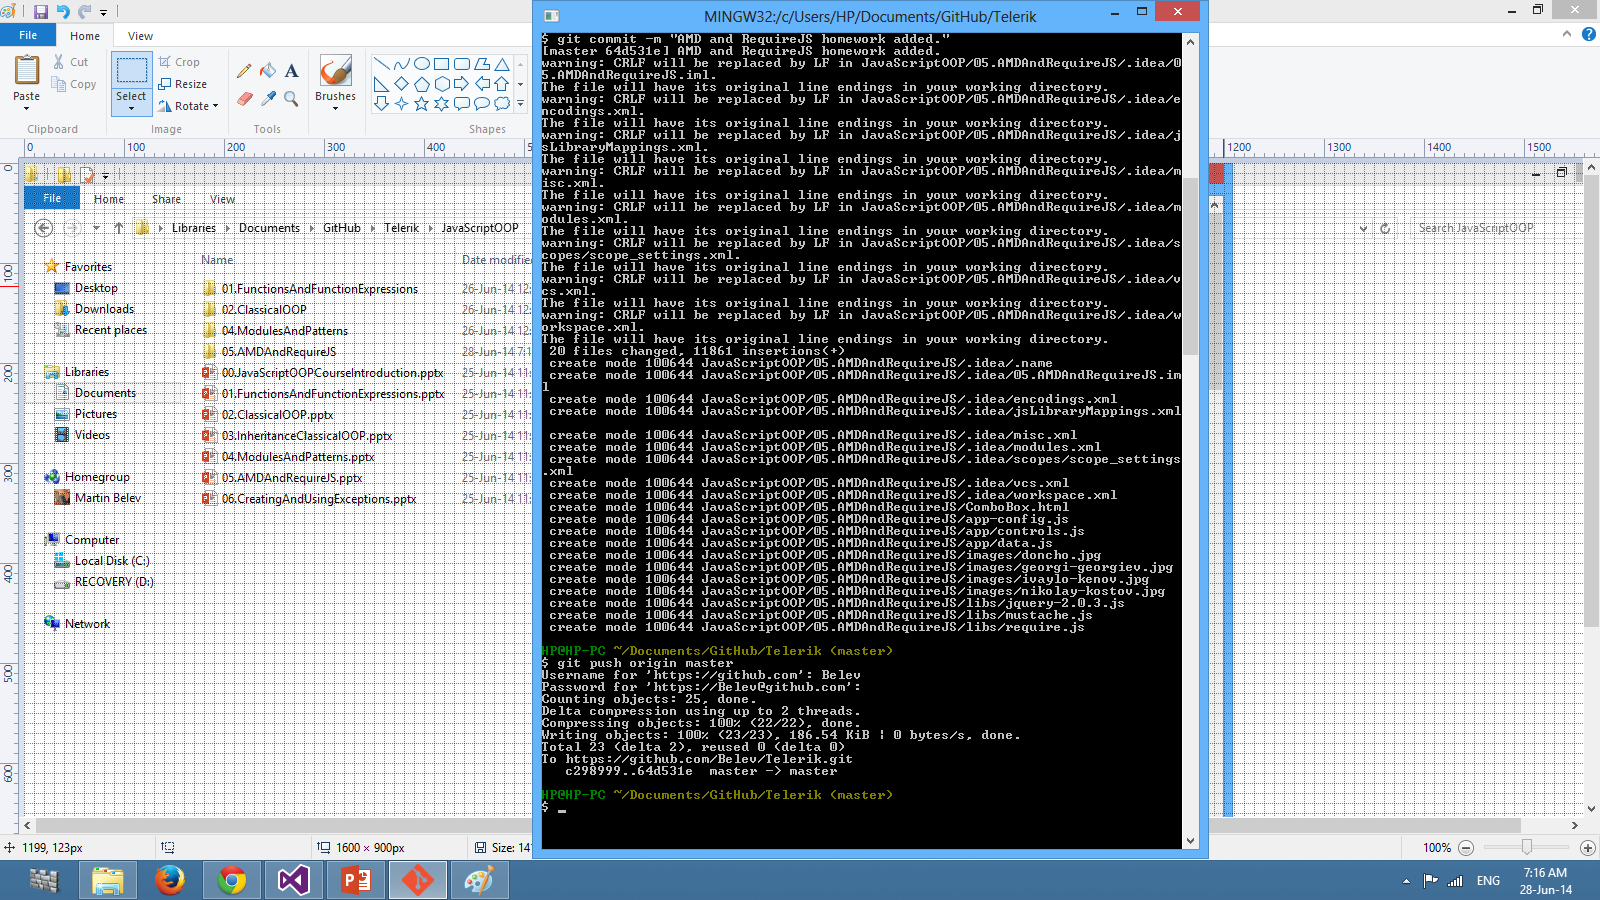 File
Home
View
Paste
Cut
Copy
Clipboard
Select
Crop
Resize
Rotate
Image
Tools
Brushes
Shapes
0 100 200 300 400
1200 1300 1400 1500
0
100
200
300
400
500
600
File
Home
Share
View
Libraries
Documents
GitHub
Telerik
JavaScriptOOP
Search JavaScriptOOP
Favorites
Desktop
Downloads
Recent places
Libraries
Documents
Pictures
Videos
Homegroup
Martin Belev
Computer
Local Disk (C:)
RECOVERY (D:)
Network
Name Date modified
01.FunctionsAndFunctionExpressions 26-Jun-14 12:
02.ClassicalOOP 26-Jun-14 12:
04.ModulesAndPatterns 26-Jun-14 12:
05.AMDAndRequireJS 28-Jun-14 7:1
00.JavaScriptOOPCourseIntroduction.pptx 25-Jun-14 11:
01.FunctionsAndFunctionExpressions.pptx 25-Jun-14 11:
02.ClassicalOOP.pptx 25-Jun-14 11:
03.InheritanceClassicalOOP.pptx 25-Jun-14 11:
04.ModulesAndPatterns.pptx 25-Jun-14 11:
05.AMDAndRequireJS.pptx 25-Jun-14 11:
06.CreatingAndUsingExceptions.pptx 25-Jun-14 11:
MINGW32:/c/Users/HP/Documents/GitHub/Telerik
$ git commit -m "AMD and RequireJS homework added."
[master 64d531e] AMD and RequireJS homework added.
warning: CRLF will be replaced by LF in JavaScriptOOP/05.AMDAndRequireJS/.idea/0
5.AMDAndRequireJS.iml.
The file will have its original line endings in your working directory.
warning: CRLF will be replaced by LF in JavaScriptOOP/05.AMDAndRequireJS/.idea/e
ncodings.xml.
The file will have its original line endings in your working directory.
warning: CRLF will be replaced by LF in JavaScriptOOP/05.AMDAndRequireJS/.idea/j
sLibraryMappings.xml.
The file will have its original line endings in your working directory.
warning: CRLF will be replaced by LF in JavaScriptOOP/05.AMDAndRequireJS/.idea/m
isc.xml.
The file will have its original line endings in your working directory.
warning: CRLF will be replaced by LF in JavaScriptOOP/05.AMDAndRequireJS/.idea/m
odules.xml.
The file will have its original line endings in your working directory.
warning: CRLF will be replaced by LF in JavaScriptOOP/05.AMDAndRequireJS/.idea/s
copes/scope_settings.xml.
The file will have its original line endings in your working directory.
warning: CRLF will be replaced by LF in JavaScriptOOP/05.AMDAndRequireJS/.idea/v
cs.xml.
The file will have its original line endings in your working directory.
warning: CRLF will be replaced by LF in JavaScriptOOP/05.AMDAndRequireJS/.idea/w
orkspace.xml.
The file will have its original line endings in your working directory.
20 files changed, 11861 insertions(+)
create mode 100644 JavaScriptOOP/05.AMDAndRequireJS/.idea/.name
create mode 100644 JavaScriptOOP/05.AMDAndRequireJS/.idea/05.AMDAndRequireJS.im
l
create mode 100644 JavaScriptOOP/05.AMDAndRequireJS/.idea/encodings.xml
create mode 100644 JavaScriptOOP/05.AMDAndRequireJS/.idea/jsLibraryMappings.xml
create mode 100644 JavaScriptOOP/05.AMDAndRequireJS/.idea/misc.xml
create mode 100644 JavaScriptOOP/05.AMDAndRequireJS/.idea/modules.xml
create mode 100644 JavaScriptOOP/05.AMDAndRequireJS/.idea/scopes/scope_settings
.xml
create mode 100644 JavaScriptOOP/05.AMDAndRequireJS/.idea/vcs.xml
create mode 100644 JavaScriptOOP/05.AMDAndRequireJS/.idea/workspace.xml
create mode 100644 JavaScriptOOP/05.AMDAndRequireJS/ComboBox.html
create mode 100644 JavaScriptOOP/05.AMDAndRequireJS/app-config.js
create mode 100644 JavaScriptOOP/05.AMDAndRequireJS/app/controls.js
create mode 100644 JavaScriptOOP/05.AMDAndRequireJS/app/data.js
create mode 100644 JavaScriptOOP/05.AMDAndRequireJS/images/doncho.jpg
create mode 100644 JavaScriptOOP/05.AMDAndRequireJS/images/georgi-georgiev.jpg
create mode 100644 JavaScriptOOP/05.AMDAndRequireJS/images/ivaylo-kenov.jpg
create mode 100644 JavaScriptOOP/05.AMDAndRequireJS/images/nikolay-kostov.jpg
create mode 100644 JavaScriptOOP/05.AMDAndRequireJS/libs/jquery-2.0.3.js
create mode 100644 JavaScriptOOP/05.AMDAndRequireJS/libs/mustache.js
create mode 100644 JavaScriptOOP/05.AMDAndRequireJS/libs/require.js
HP@HP-PC ~/Documents/GitHub/Telerik (master)
$ git push origin master
Username for 'https://github.com': Belev
Password for 'https://Belev@github.com':
Counting objects: 25, done.
Delta compression using up to 2 threads.
Compressing objects: 100% (22/22), done.
Writing objects: 100% (23/23), 186.54 KiB | 0 bytes/s, done.
Total 23 (delta 2), reused 0 (delta 0)
To https://github.com/Belev/Telerik.git
c298999..64d531e master -> master
HP@HP-PC ~/Documents/GitHub/Telerik (master)
$
1199, 123px
1600 × 900px
Size: 141
100%
ENG
7:16 AM
28-Jun-14